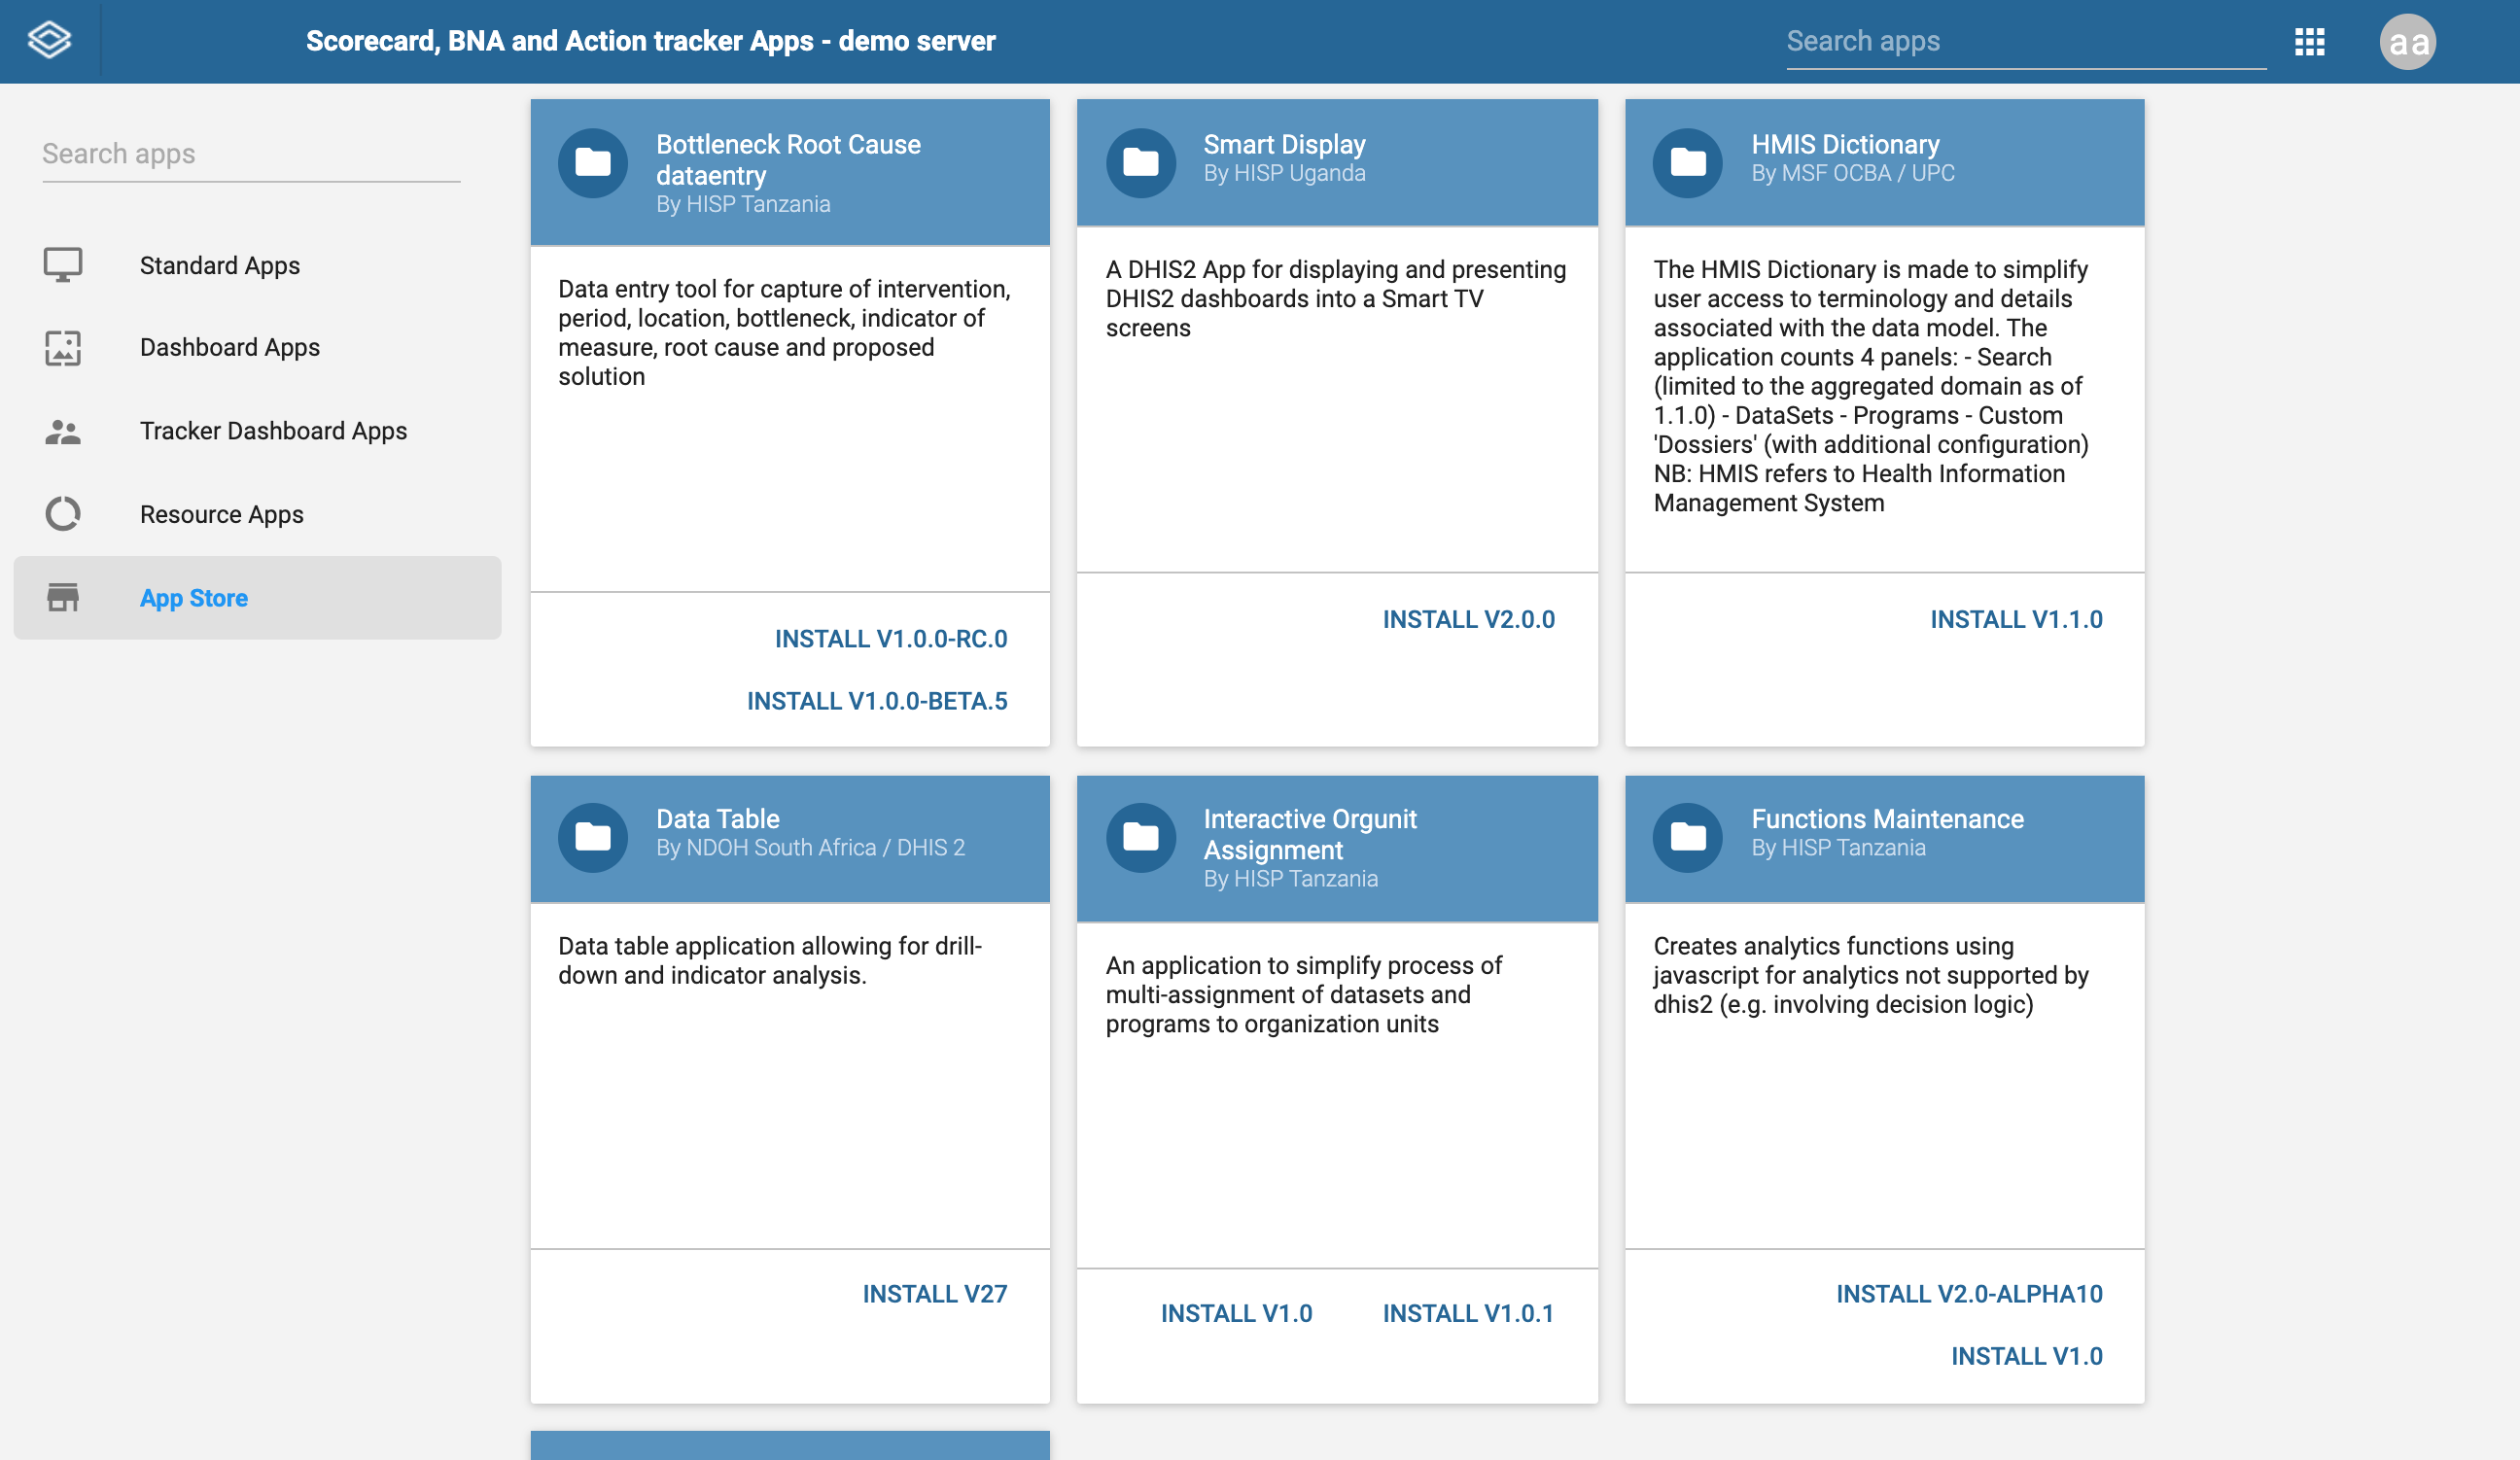 Scorecard, BNA and Action tracker Apps - demo server
Search apps
aa
Search apps
Standard Apps
Dashboard Apps
Tracker Dashboard Apps
Resource Apps
App Store
Bottleneck Root Cause
dataentry
By HISP Tanzania
Data entry tool for capture of intervention,
period, location, bottleneck, indicator of
measure, root cause and proposed
solution
INSTALL V1.0.0-RC.0
INSTALL V1.0.0-BETA.5
Smart Display
By HISP Uganda
A DHIS2 App for displaying and presenting
DHIS2 dashboards into a Smart TV
screens
INSTALL V2.0.0
HMIS Dictionary
By MSF OCBA / UPC
The HMIS Dictionary is made to simplify
user access to terminology and details
associated with the data model. The
application counts 4 panels: - Search
(limited to the aggregated domain as of
1.1.0) - DataSets - Programs - Custom
'Dossiers' (with additional configuration)
NB: HMIS refers to Health Information
Management System
INSTALL V1.1.0
Data Table
By NDOH South Africa / DHIS 2
Data table application allowing for drill-
down and indicator analysis.
INSTALL V27
Interactive Orgunit
Assignment
By HISP Tanzania
An application to simplify process of
multi-assignment of datasets and
programs to organization units
INSTALL V1.0 INSTALL V1.0.1
Functions Maintenance
By HISP Tanzania
Creates analytics functions using
javascript for analytics not supported by
dhis2 (e.g. involving decision logic)
INSTALL V2.0-ALPHA10
INSTALL V1.0